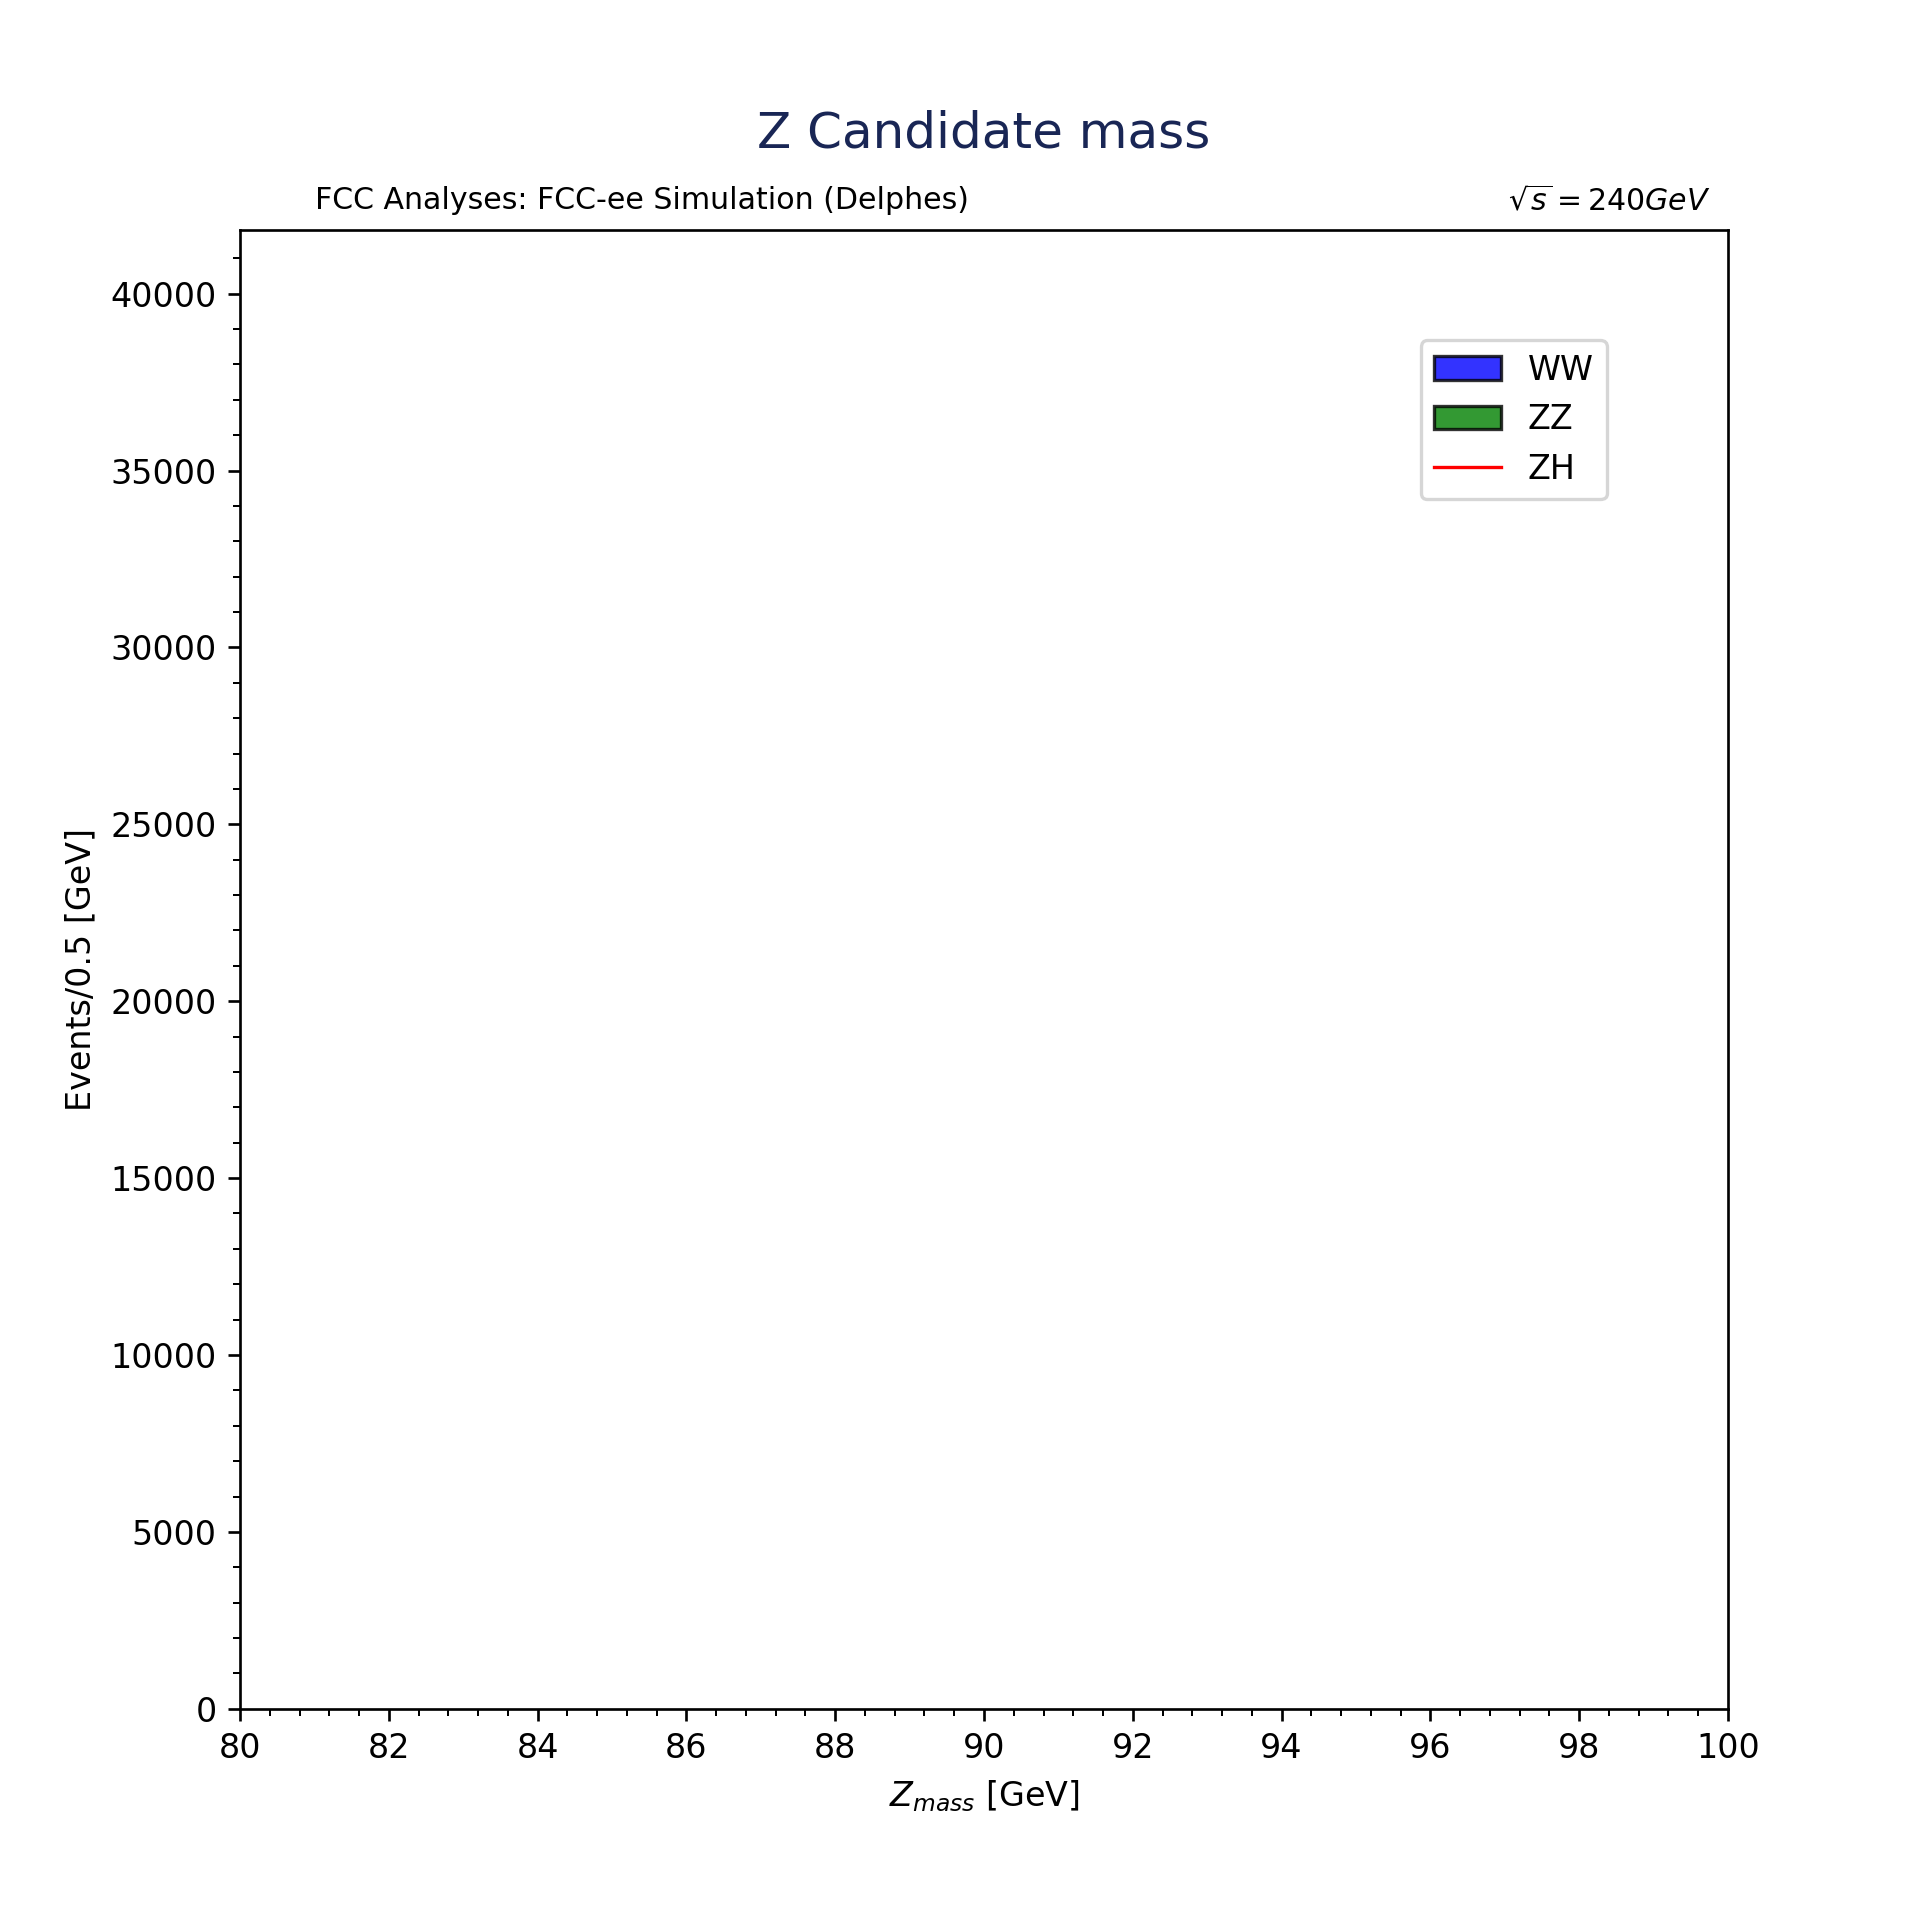 Z Candidate mass
FCC Analyses: FCC-ee Simulation (Delphes)
√s = 240GeV
40000
35000
30000
25000
20000
15000
10000
5000
0
Events/0.5 [GeV]
WW
ZZ
ZH
80 82 84 86 88 90 92 94 96 98 100
Z_mass [GeV]